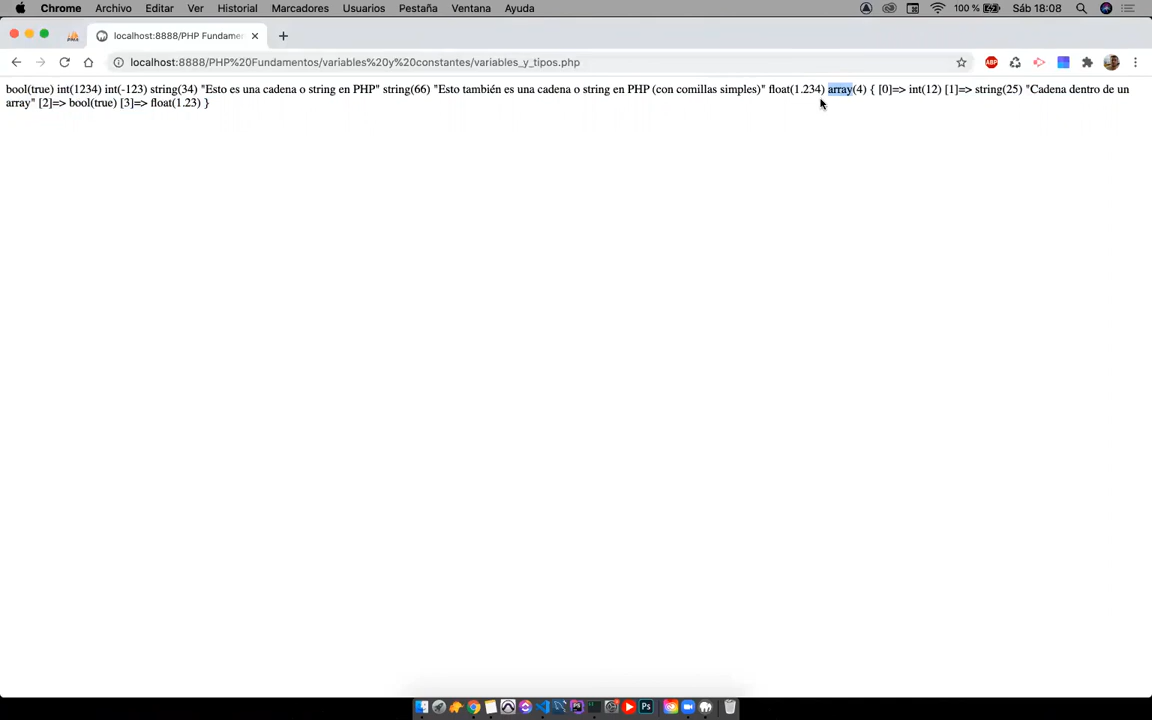 Chrome Archivo Editar Ver Historial Marcadores Usuarios Pestaña Ventana Ayuda 100 % Sáb 18:08
localhost:8888/PHP Fundamen
localhost:8888/PHP%20Fundamentos/variables%20y%20constantes/variables_y_tipos.php ABP
bool(true) int(1234) int(-123) string(34) "Esto es una cadena o string en PHP" string(66) "Esto también es una cadena o string en PHP (con comillas simples)" float(1.234) array(4) { [0]=> int(12) [1]=> string(25) "Cadena dentro de un
array" [2]=> bool(true) [3]=> float(1.23) }
Ps